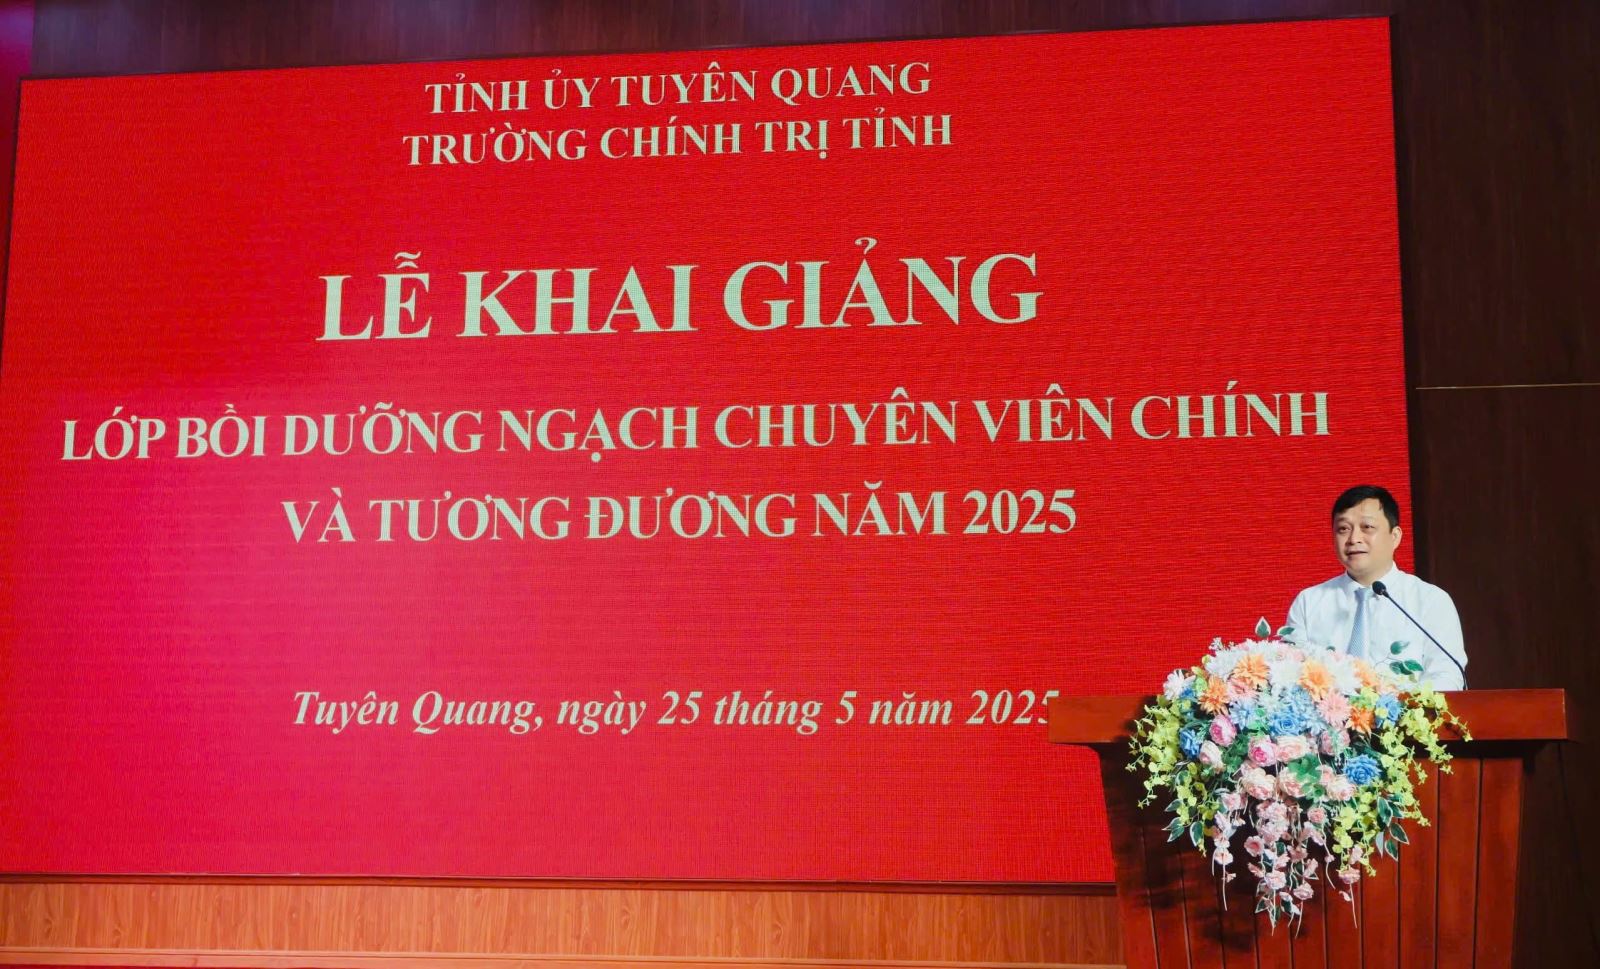 TỈNH ỦY TUYÊN QUANG
TRƯỜNG CHÍNH TRỊ TỈNH
LỄ KHAI GIẢNG
LỚP BỒI DƯỠNG NGẠCH CHUYÊN VIÊN CHÍNH
VÀ TƯƠNG ĐƯƠNG NĂM 2025
Tuyên Quang, ngày 25 tháng 5 năm 2025